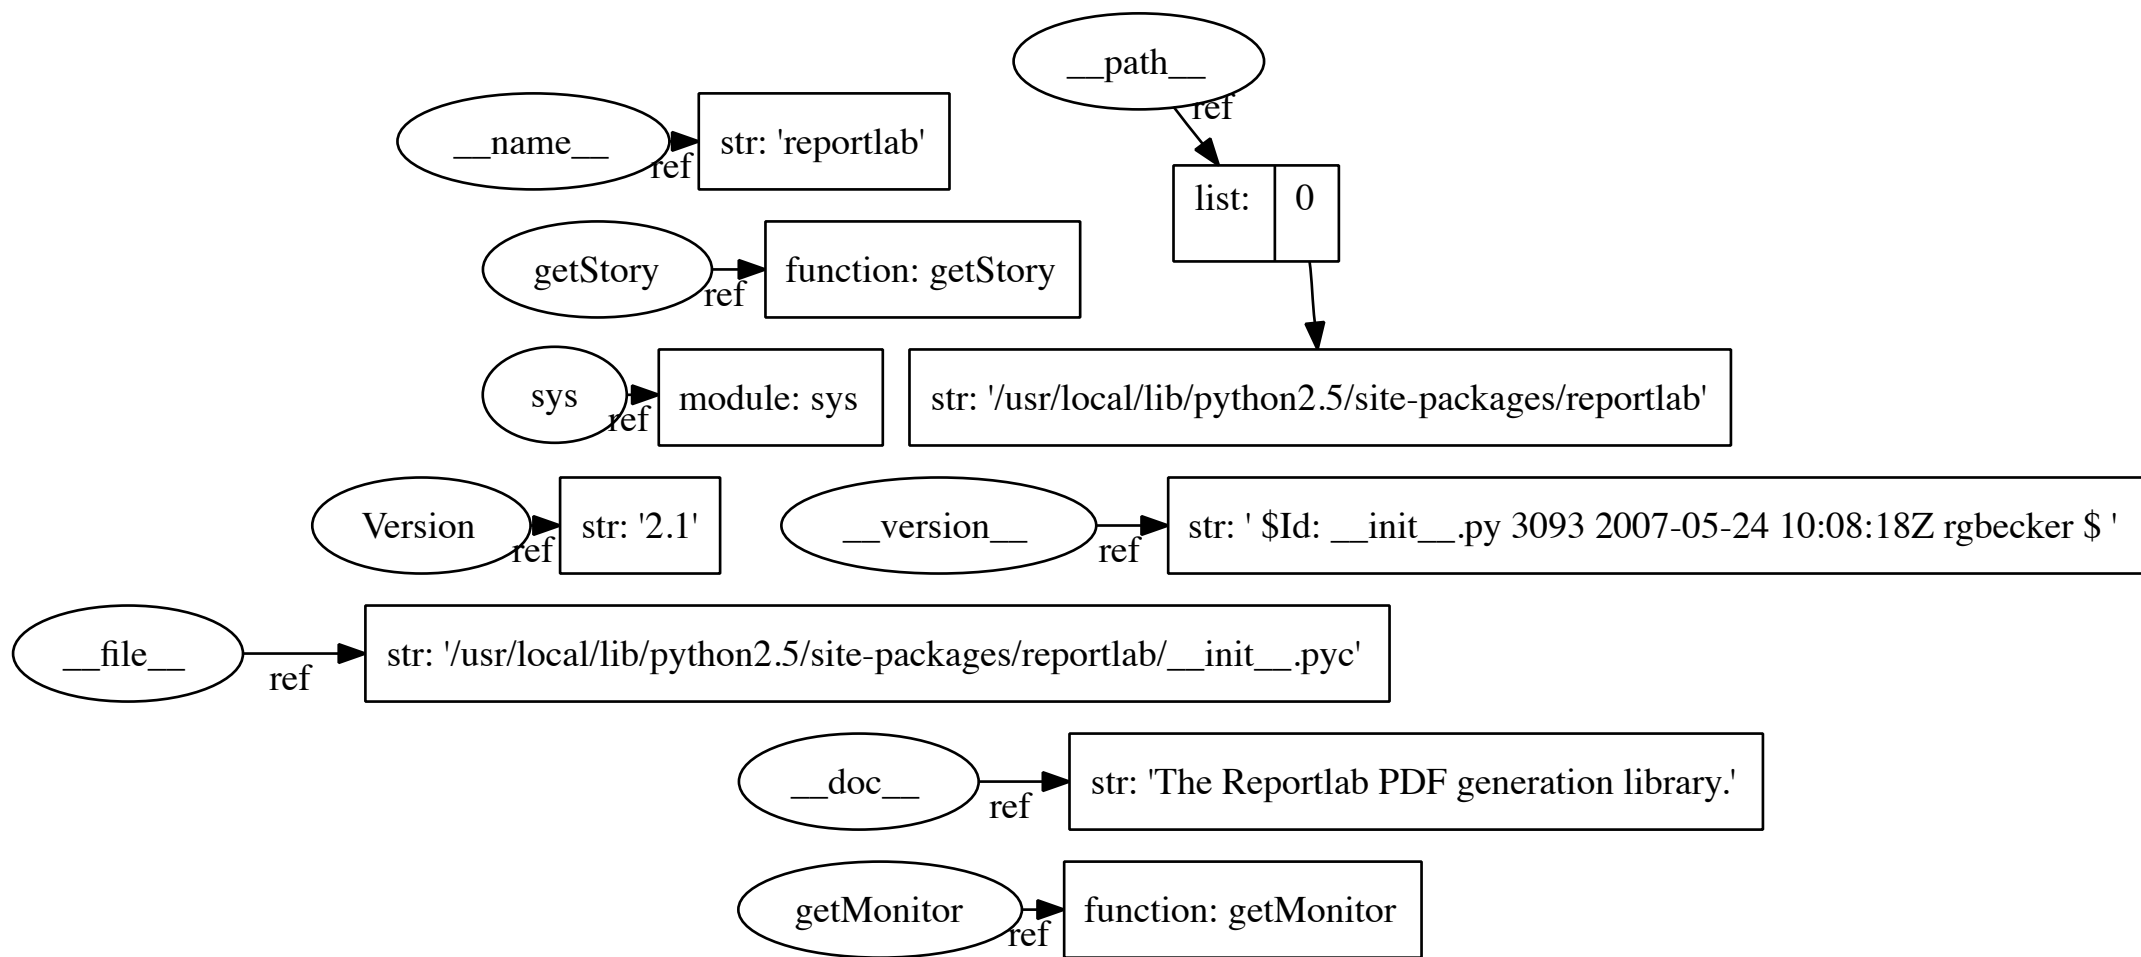 __path__
ref
__name__
ref
str: 'reportlab'
list:
0
getStory
ref
function: getStory
sys
ref
module: sys
str: '/usr/local/lib/python2.5/site-packages/reportlab'
Version
ref
str: '2.1'
__version__
ref
str: ' $Id: __init__.py 3093 2007-05-24 10:08:18Z rgbecker $ '
__file__
ref
str: '/usr/local/lib/python2.5/site-packages/reportlab/__init__.pyc'
__doc__
ref
str: 'The Reportlab PDF generation library.'
getMonitor
ref
function: getMonitor